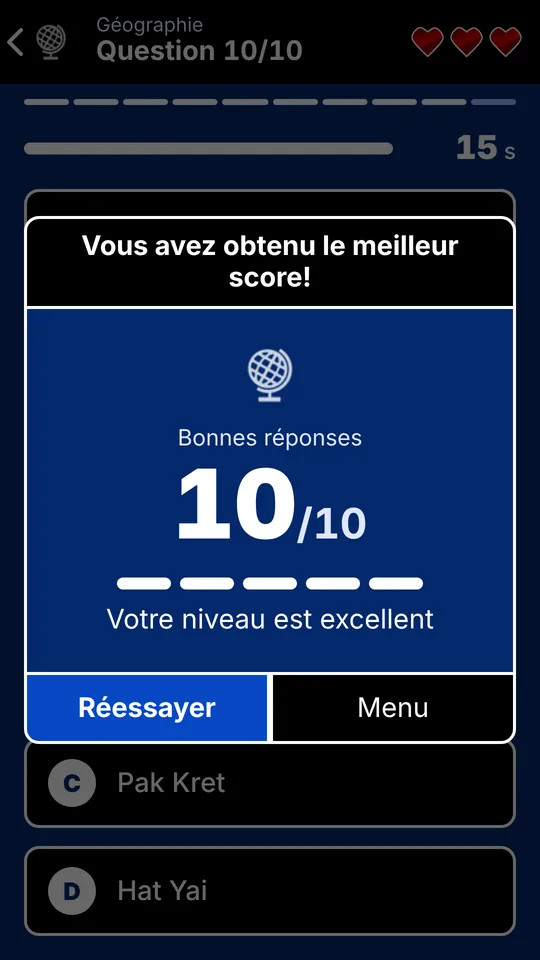 Géographie
Question 10/10
15 s
Vous avez obtenu le meilleur
score!
Bonnes réponses
10/10
Votre niveau est excellent
Réessayer
Menu
C Pak Kret
D Hat Yai